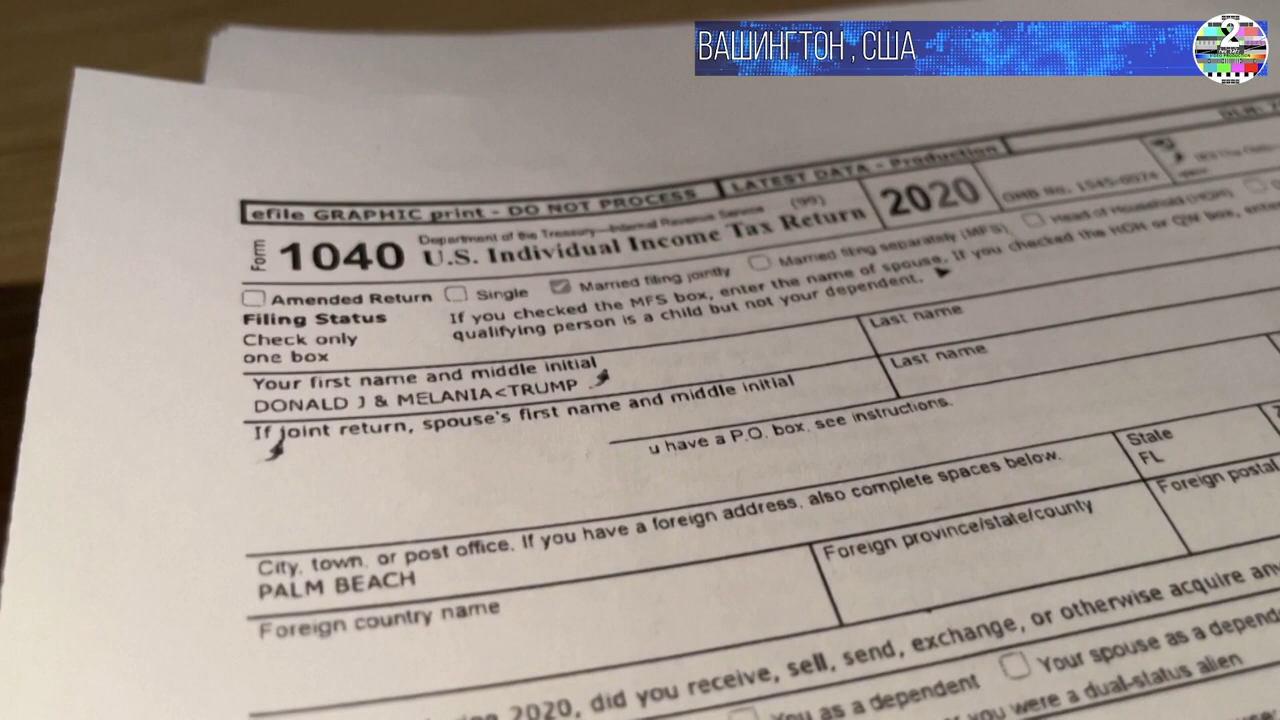 ВАШИНГТОН, США
2
efile GRAPHIC print - DO NOT PROCESS
LATEST DATA - Production
Form 1040
Department of the Treasury—Internal Revenue Service (99)
U.S. Individual Income Tax Return
2020
OMB No. 1545-0074
Amended Return
Single
Married filing jointly
Married filing separately (MFS)
Head of Household (HOH)
Filing Status
Check only
one box
If you checked the MFS box, enter the name of spouse. If you checked the HOH or QW box, enter
qualifying person is a child but not your dependent. ▶
Your first name and middle initial
Last name
DONALD J & MELANIA<TRUMP
If joint return, spouse's first name and middle initial
Last name
u have a P.O. box, see instructions.
City, town, or post office. If you have a foreign address, also complete spaces below.
State
PALM BEACH
FL
Foreign country name
Foreign province/state/county
Foreign postal
2020, did you receive, sell, send, exchange, or otherwise acquire any
You as a dependent
Your spouse as a depend
you were a dual-status alien